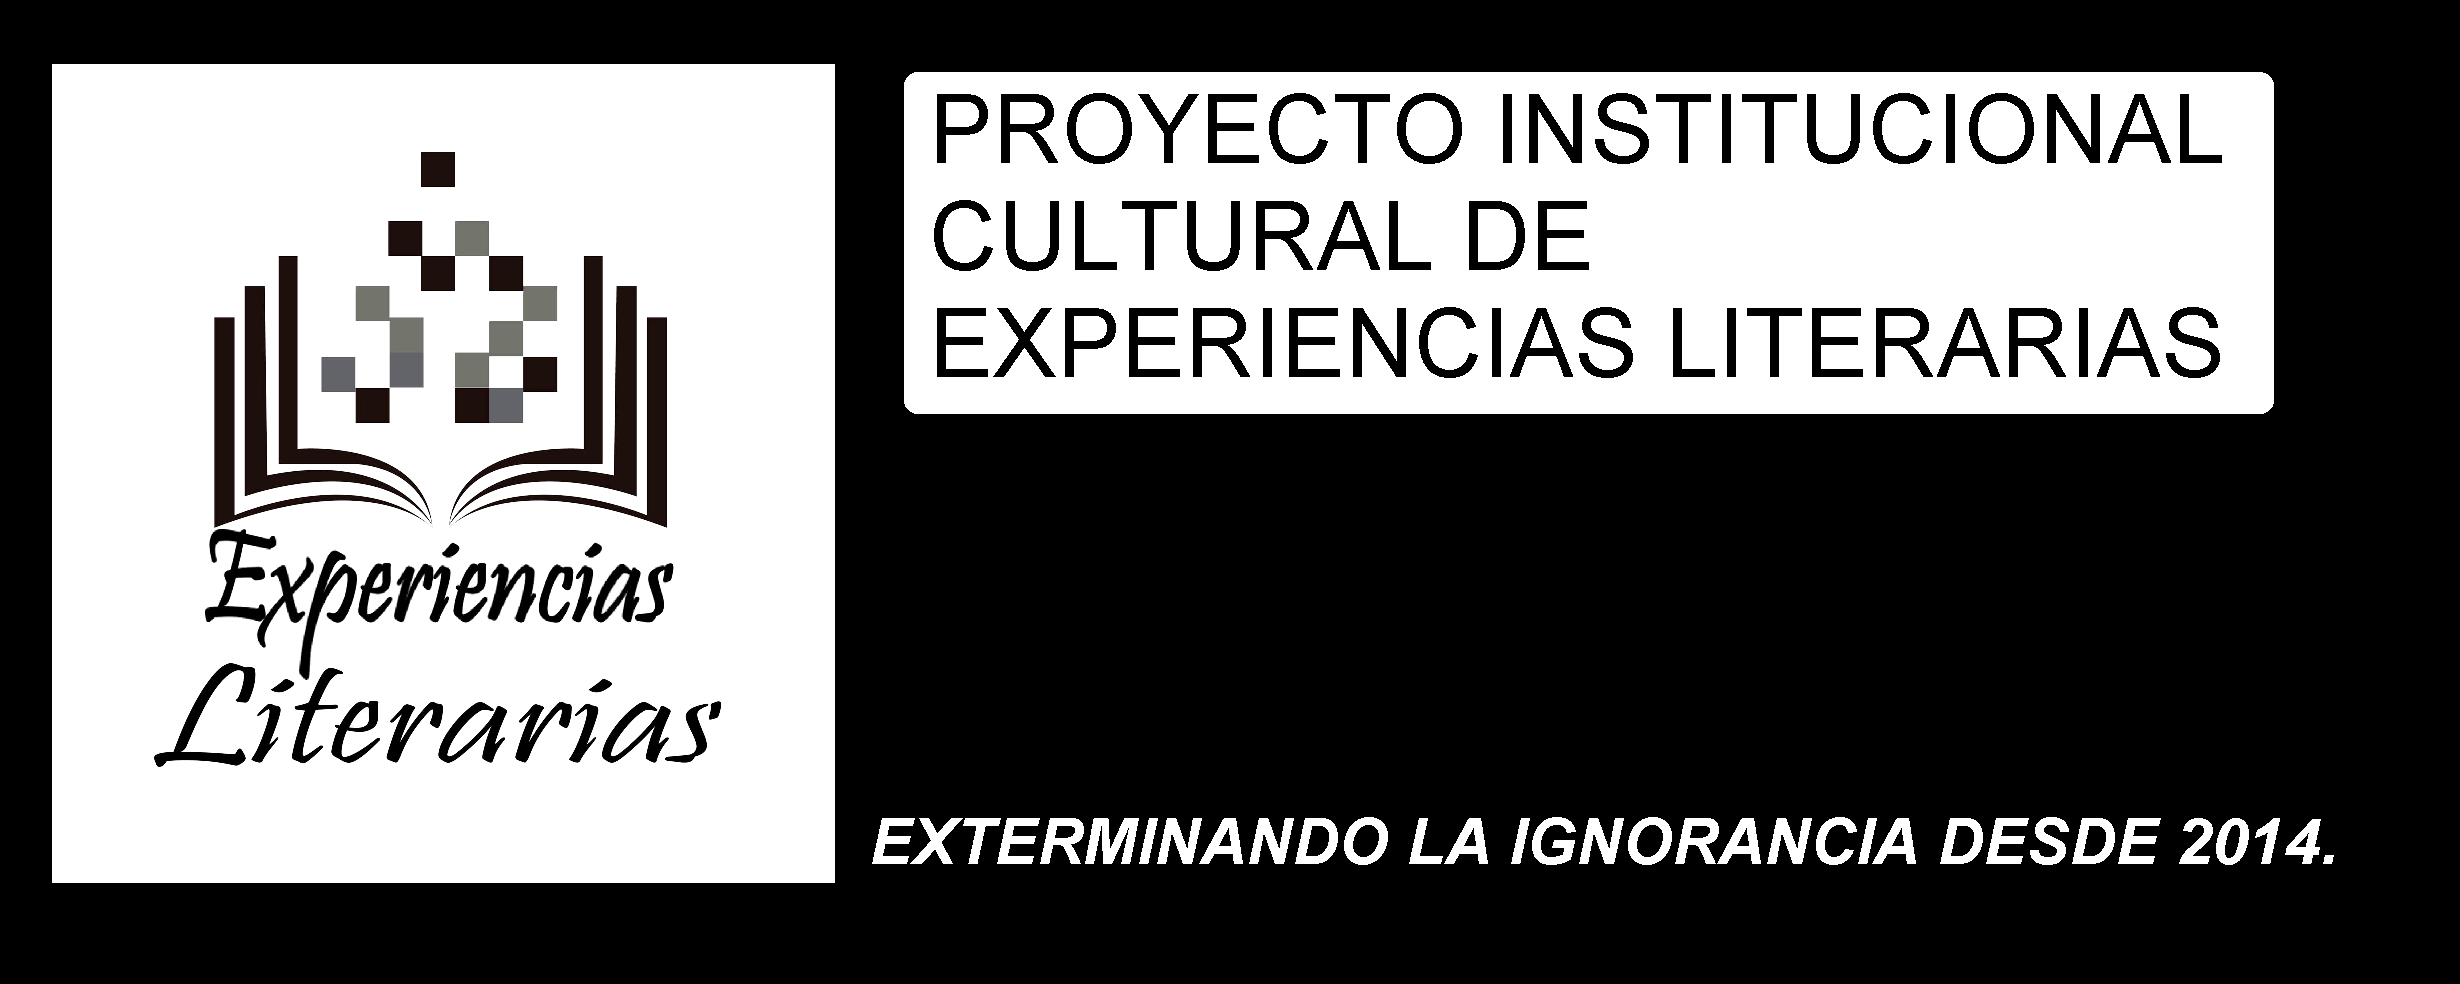 Experiencias
Literarias
PROYECTO INSTITUCIONAL
CULTURAL DE
EXPERIENCIAS LITERARIAS
EXTERMINANDO LA IGNORANCIA DESDE 2014.